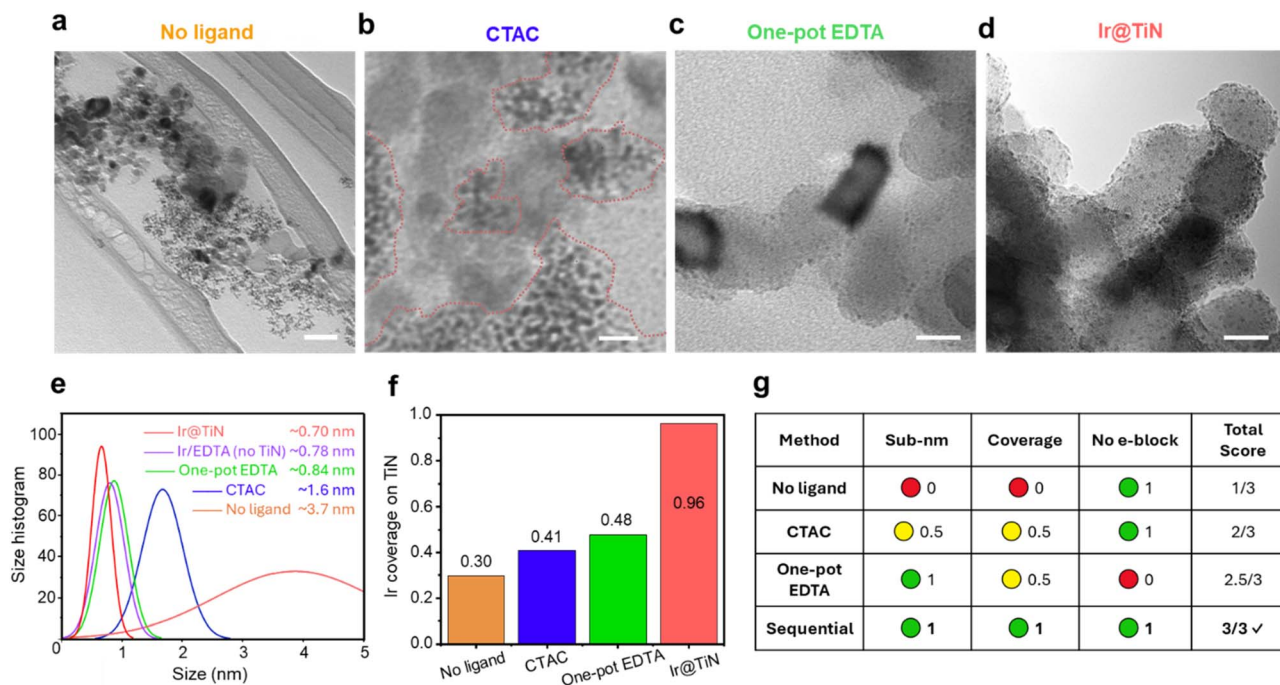 a
No ligand
b
CTAC
c
One-pot EDTA
d
Ir@TiN
e
Size histogram
100
80
60
40
20
0
1
2
3
4
5
Size (nm)
Ir@TiN ~0.70 nm
Ir/EDTA (no TiN) ~0.78 nm
One-pot EDTA ~0.84 nm
CTAC ~1.6 nm
No ligand ~3.7 nm
f
Ir coverage on TiN
1.0
0.8
0.6
0.4
0.2
0.0
0.30
0.41
0.48
0.96
No ligand
CTAC
One-pot EDTA
Ir@TiN
g
Method Sub-nm Coverage No e-block Total
Score
No ligand 0 0 1 1/3
CTAC 0.5 0.5 1 2/3
One-pot
EDTA 1 0.5 0 2.5/3
Sequential 1 1 1 3/3 ✓